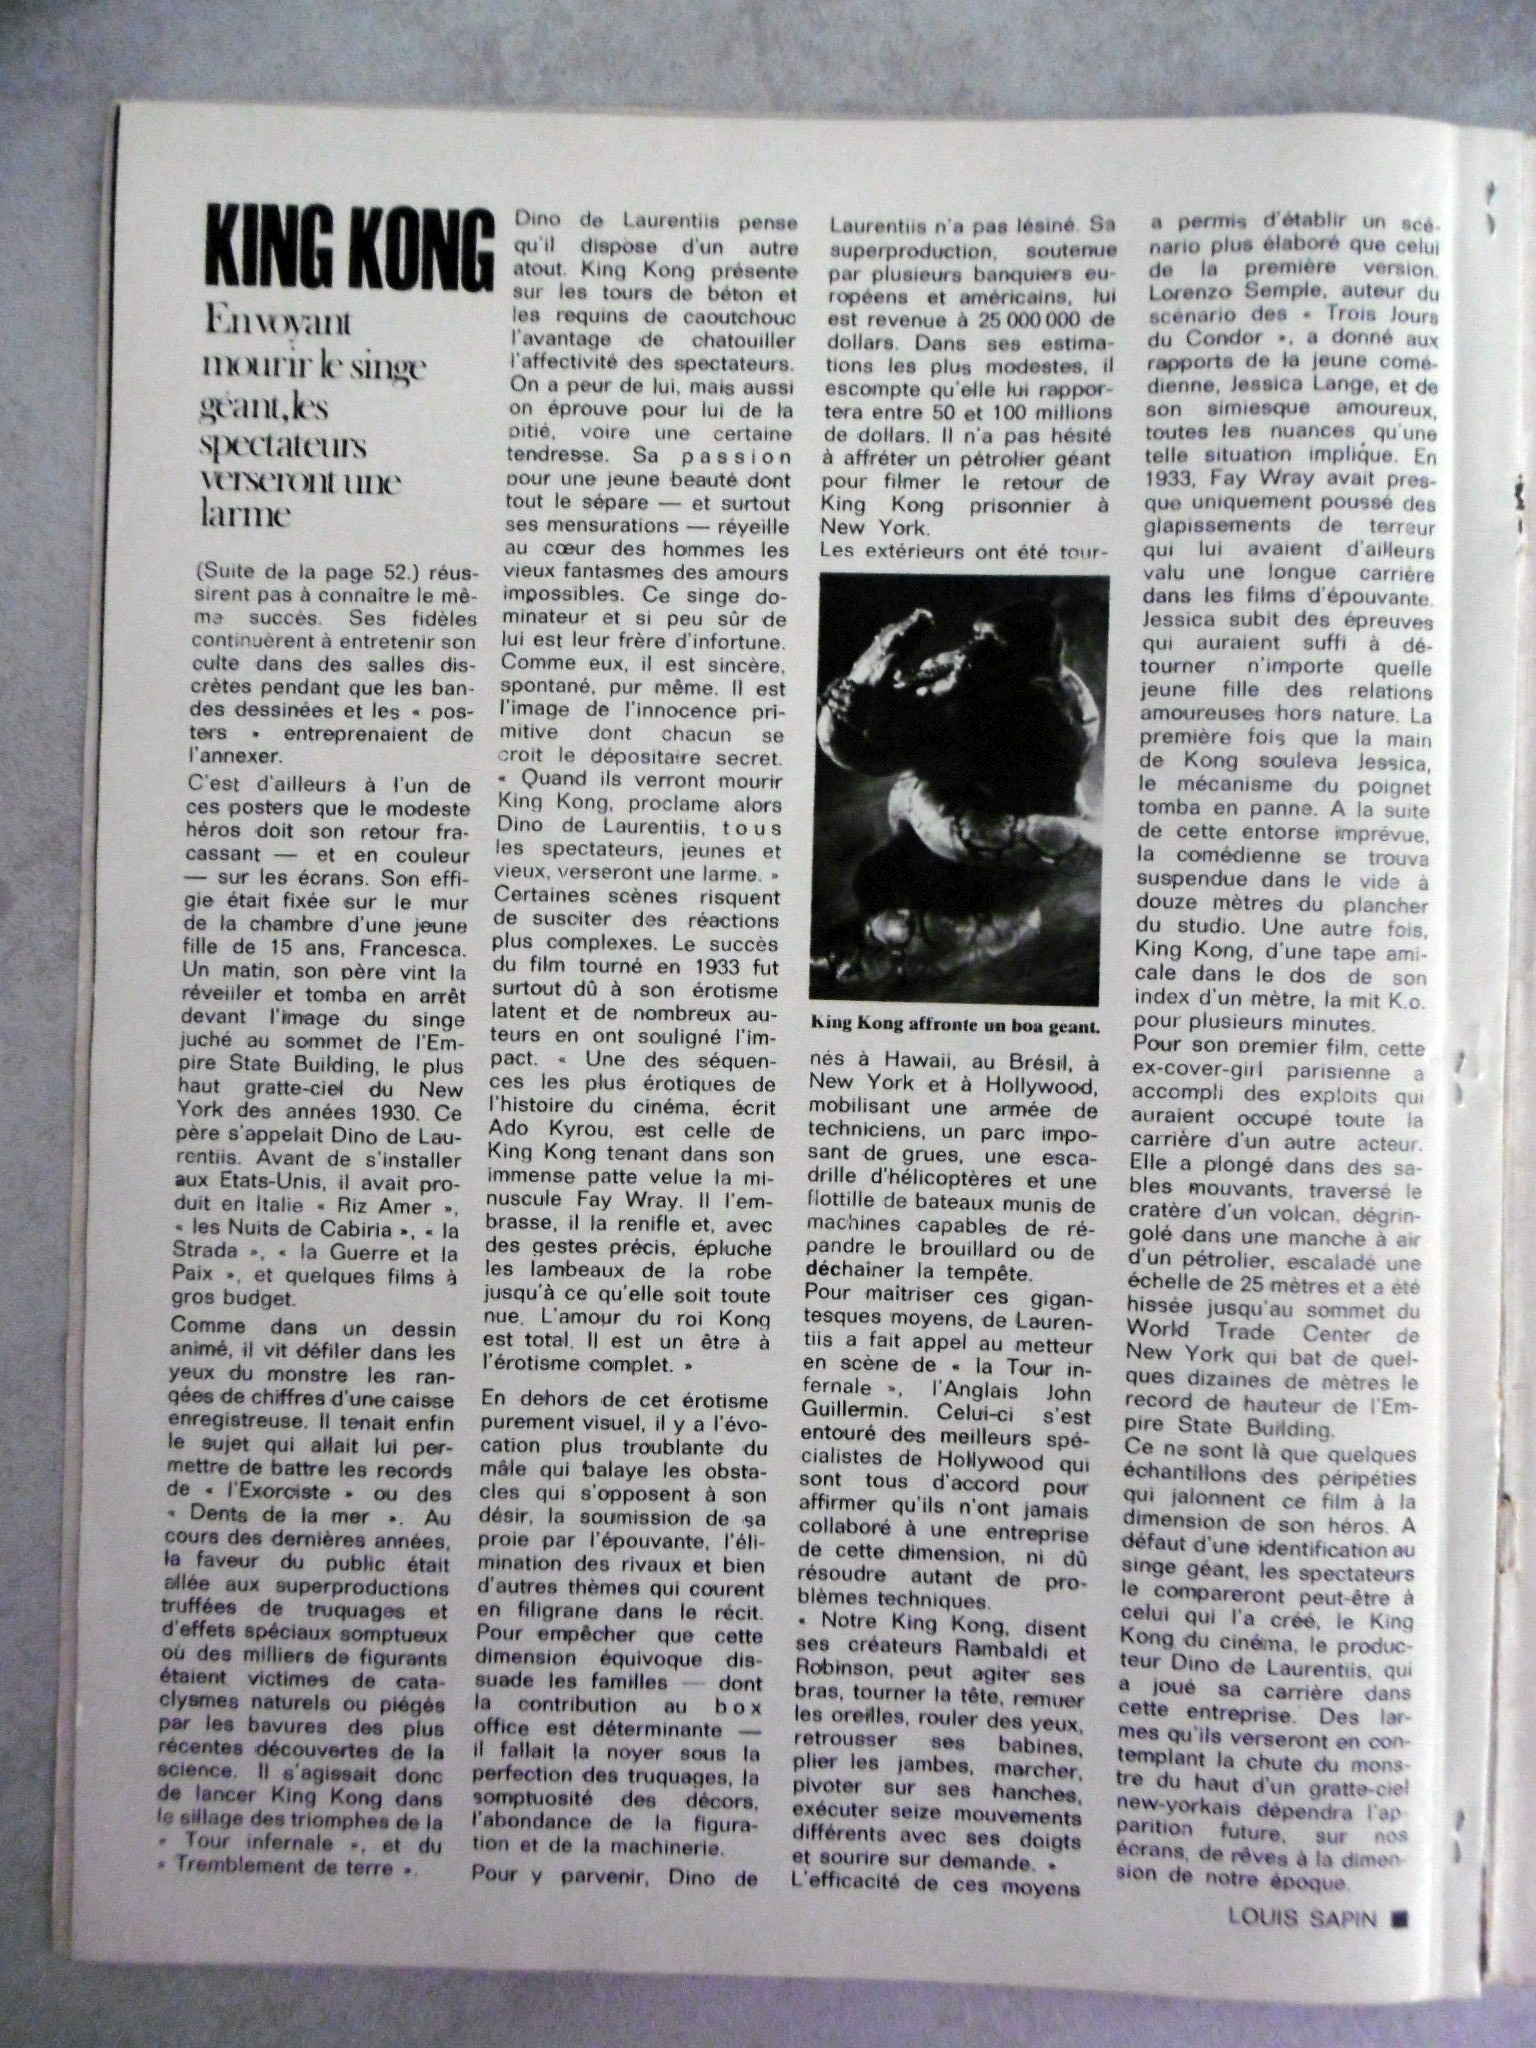 KING KONG
En voyant
mourir le singe
géant, les
spectateurs
verseront une
larme
(Suite de la page 52.) réus-
sirent pas à connaître le mê-
me succès. Ses fidèles
continuèrent à entretenir son
culte dans des salles dis-
crètes pendant que les ban-
des dessinées et les « pos-
ters » entreprenaient de
l'annexer.
C'est d'ailleurs à l'un de
ces posters que le modeste
héros doit son retour fra-
cassant — et en couleur
— sur les écrans. Son effi-
gie était fixée sur le mur
de la chambre d'une jeune
fille de 15 ans, Francesca.
Un matin, son père vint la
réveiller et tomba en arrêt
devant l'image du singe
juché au sommet de l'Em-
pire State Building, le plus
haut gratte-ciel du New
York des années 1930. Ce
père s'appelait Dino de Lau-
rentiis. Avant de s'installer
aux Etats-Unis, il avait pro-
duit en Italie « Riz Amer »,
« les Nuits de Cabiria », « la
Strada », « la Guerre et la
Paix », et quelques films à
gros budget.
Comme dans un dessin
animé, il vit défiler dans les
yeux du monstre les ran-
gées de chiffres d'une caisse
enregistreuse. Il tenait enfin
le sujet qui allait lui per-
mettre de battre les records
de « l'Exorciste » ou des
« Dents de la mer ». Au
cours des dernières années,
la faveur du public était
allée aux superproductions
truffées de truquages et
d'effets spéciaux somptueux
où des milliers de figurants
étaient victimes de cata-
clysmes naturels ou piégés
par les bavures des plus
récentes découvertes de la
science. Il s'agissait donc
de lancer King Kong dans
le sillage des triomphes de la
« Tour infernale », et du
« Tremblement de terre ».
Dino de Laurentiis pense
qu'il dispose d'un autre
atout. King Kong présente
sur les tours de béton et
les requins de caoutchouc
l'avantage de chatouiller
l'affectivité des spectateurs.
On a peur de lui, mais aussi
on éprouve pour lui de la
pitié, voire une certaine
tendresse. Sa passion
pour une jeune beauté dont
tout le sépare — et surtout
ses mensurations — réveille
au cœur des hommes les
vieux fantasmes des amours
impossibles. Ce singe do-
minateur et si peu sûr de
lui est leur frère d'infortune.
Comme eux, il est sincère,
spontané, pur même. Il est
l'image de l'innocence pri-
mitive dont chacun se
croit le dépositaire secret.
« Quand ils verront mourir
King Kong, proclame alors
Dino de Laurentiis, tous
les spectateurs, jeunes et
vieux, verseront une larme. »
Certaines scènes risquent
de susciter des réactions
plus complexes. Le succès
du film tourné en 1933 fut
surtout dû à son érotisme
latent et de nombreux au-
teurs en ont souligné l'im-
pact. « Une des séquen-
ces les plus érotiques de
l'histoire du cinéma, écrit
Ado Kyrou, est celle de
King Kong tenant dans son
immense patte velue la mi-
nuscule Fay Wray. Il l'em-
brasse, il la renifle et, avec
des gestes précis, épluche
les lambeaux de la robe
jusqu'à ce qu'elle soit toute
nue. L'amour du roi Kong
est total. Il est un être à
l'érotisme complet. »
En dehors de cet érotisme
purement visuel, il y a l'évo-
cation plus troublante du
mâle qui balaye les obsta-
cles qui s'opposent à son
désir, la soumission de sa
proie par l'épouvante, l'éli-
mination des rivaux et bien
d'autres thèmes qui courent
en filigrane dans le récit.
Pour empêcher que cette
dimension équivoque dis-
suade les familles — dont
la contribution au box
office est déterminante —
il fallait la noyer sous la
perfection des truquages, la
somptuosité des décors,
l'abondance de la figura-
tion et de la machinerie.
Pour y parvenir, Dino de
Laurentiis n'a pas lésiné. Sa
superproduction, soutenue
par plusieurs banquiers eu-
ropéens et américains, lui
est revenue à 25 000 000 de
dollars. Dans ses estima-
tions les plus modestes, il
escompte qu'elle lui rappor-
tera entre 50 et 100 millions
de dollars. Il n'a pas hésité
à affréter un pétrolier géant
pour filmer le retour de
King Kong prisonnier à
New York.
Les extérieurs ont été tour-
King Kong affronte un boa geant.
nés à Hawaii, au Brésil, à
New York et à Hollywood,
mobilisant une armée de
techniciens, un parc impo-
sant de grues, une esca-
drille d'hélicoptères et une
flottille de bateaux munis de
machines capables de ré-
pandre le brouillard ou de
déchaîner la tempête.
Pour maîtriser ces gigan-
tesques moyens, de Lauren-
tiis a fait appel au metteur
en scène de « la Tour in-
fernale », l'Anglais John
Guillermin. Celui-ci s'est
entouré des meilleurs spé-
cialistes de Hollywood qui
sont tous d'accord pour
affirmer qu'ils n'ont jamais
collaboré à une entreprise
de cette dimension, ni dû
résoudre autant de pro-
blèmes techniques.
« Notre King Kong, disent
ses créateurs Rambaldi et
Robinson, peut agiter ses
bras, tourner la tête, remuer
les oreilles, rouler des yeux,
retrousser ses babines,
plier les jambes, marcher,
pivoter sur ses hanches,
exécuter seize mouvements
différents avec ses doigts
et sourire sur demande. »
L'efficacité de ces moyens
a permis d'établir un scé-
nario plus élaboré que celui
de la première version.
Lorenzo Semple, auteur du
scénario des « Trois Jours
du Condor », a donné aux
rapports de la jeune comé-
dienne, Jessica Lange, et de
son simiesque amoureux,
toutes les nuances qu'une
telle situation implique. En
1933, Fay Wray avait pres-
que uniquement poussé des
glapissements de terreur
qui lui avaient d'ailleurs
valu une longue carrière
dans les films d'épouvante.
Jessica subit des épreuves
qui auraient suffi à dé-
tourner n'importe quelle
jeune fille des relations
amoureuses hors nature. La
première fois que la main
de Kong souleva Jessica,
le mécanisme du poignet
tomba en panne. A la suite
de cette entorse imprévue,
la comédienne se trouva
suspendue dans le vide à
douze mètres du plancher
du studio. Une autre fois,
King Kong, d'une tape ami-
cale dans le dos de son
index d'un mètre, la mit K.o.
pour plusieurs minutes.
Pour son premier film, cette
ex-cover-girl parisienne a
accompli des exploits qui
auraient occupé toute la
carrière d'un autre acteur.
Elle a plongé dans des sa-
bles mouvants, traversé le
cratère d'un volcan, dégrin-
golé dans une manche à air
d'un pétrolier, escaladé une
échelle de 25 mètres et a été
hissée jusqu'au sommet du
World Trade Center de
New York qui bat de quel-
ques dizaines de mètres le
record de hauteur de l'Em-
pire State Building.
Ce ne sont là que quelques
échantillons des péripéties
qui jalonnent ce film à la
dimension de son héros. A
défaut d'une identification au
singe géant, les spectateurs
le compareront peut-être à
celui qui l'a créé, le King
Kong du cinéma, le produc-
teur Dino de Laurentiis, qui
a joué sa carrière dans
cette entreprise. Des lar-
mes qu'ils verseront en con-
templant la chute du mons-
tre du haut d'un gratte-ciel
new-yorkais dépendra l'ap-
parition future, sur nos
écrans, de rêves à la dimen-
sion de notre époque.
LOUIS SAPIN ■